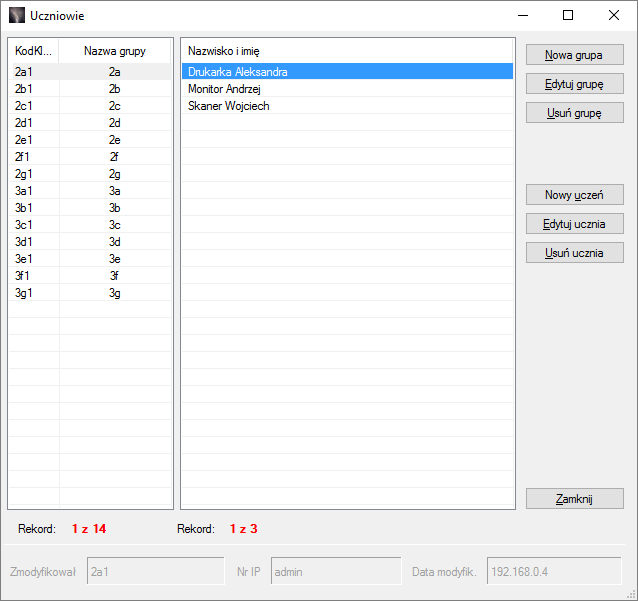 Uczniowie
KodKl... Nazwa grupy
2a1 2a
2b1 2b
2c1 2c
2d1 2d
2e1 2e
2f1 2f
2g1 2g
3a1 3a
3b1 3b
3c1 3c
3d1 3d
3e1 3e
3f1 3f
3g1 3g
Nazwisko i imię
Drukarka Aleksandra
Monitor Andrzej
Skaner Wojciech
Nowa grupa
Edytuj grupę
Usuń grupę
Nowy uczeń
Edytuj ucznia
Usuń ucznia
Zamknij
Rekord: 1 z 14 Rekord: 1 z 3
Zmodyfikował 2a1 Nr IP admin Data modyfik. 192.168.0.4